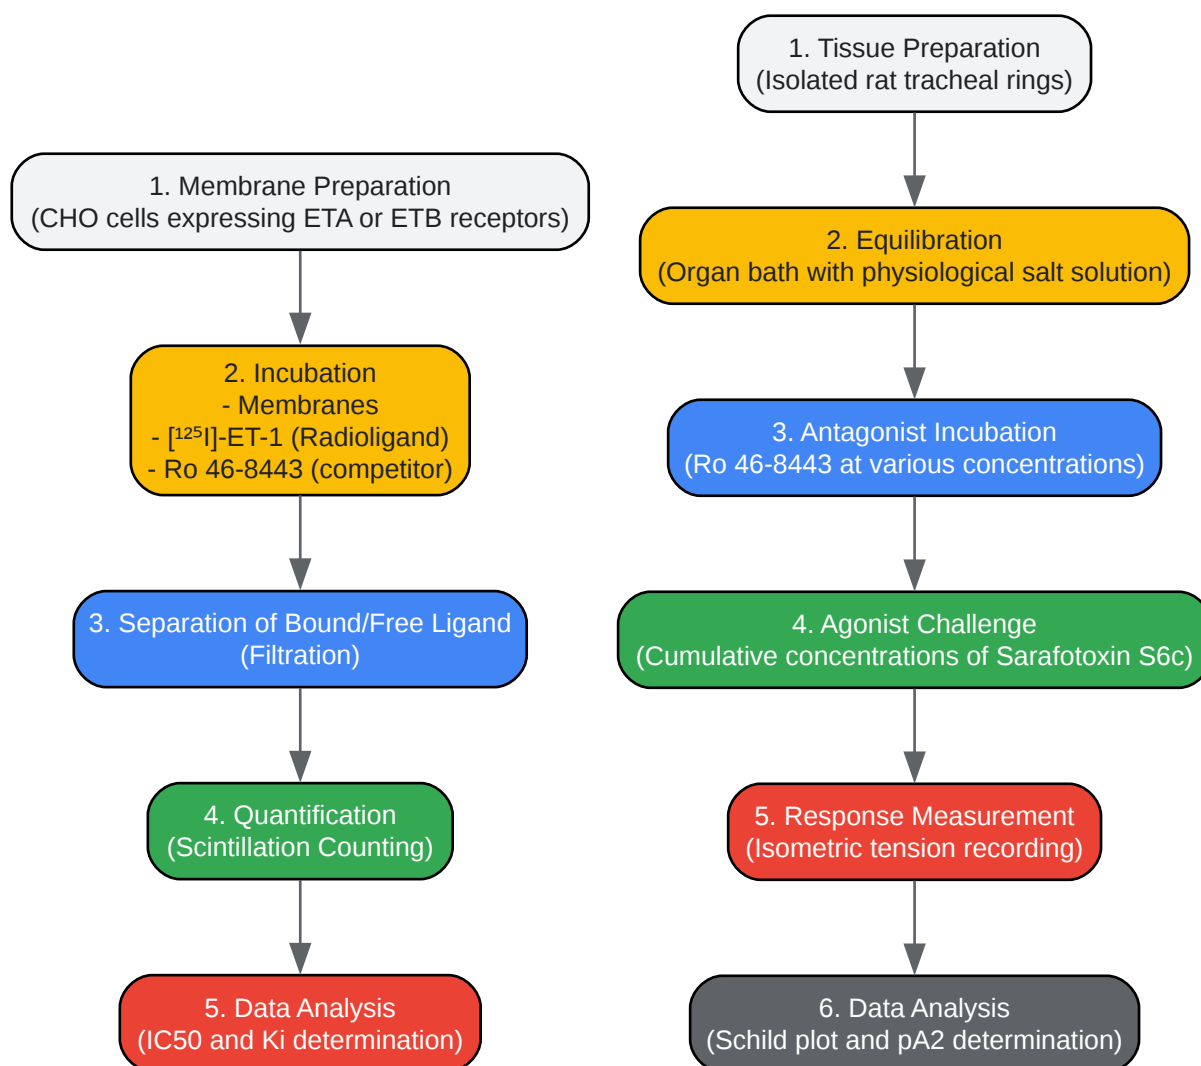 1. Membrane Preparation
(CHO cells expressing ETA or ETB receptors)
2. Incubation
- Membranes
- [¹²⁵I]-ET-1 (Radioligand)
- Ro 46-8443 (competitor)
3. Separation of Bound/Free Ligand
(Filtration)
4. Quantification
(Scintillation Counting)
5. Data Analysis
(IC50 and Ki determination)
1. Tissue Preparation
(Isolated rat tracheal rings)
2. Equilibration
(Organ bath with physiological salt solution)
3. Antagonist Incubation
(Ro 46-8443 at various concentrations)
4. Agonist Challenge
(Cumulative concentrations of Sarafotoxin S6c)
5. Response Measurement
(Isometric tension recording)
6. Data Analysis
(Schild plot and pA2 determination)